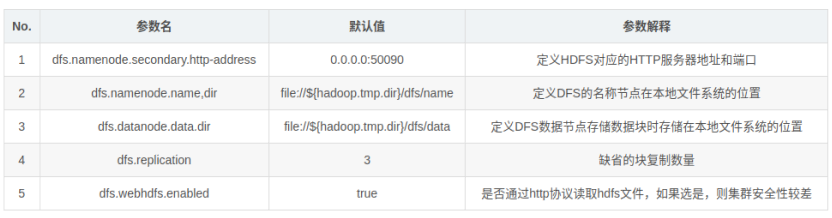 No. 参数名 默认值 参数解释
1 dfs.namenode.secondary.http-address 0.0.0.0:50090 定义HDFS对应的HTTP服务器地址和端口
2 dfs.namenode.name,dir file://${hadoop.tmp.dir}/dfs/name 定义DFS的名称节点在本地文件系统的位置
3 dfs.datanode.data.dir file://${hadoop.tmp.dir}/dfs/data 定义DFS数据节点存储数据块时存储在本地文件系统的位置
4 dfs.replication 3 缺省的块复制数量
5 dfs.webhdfs.enabled true 是否通过http协议读取hdfs文件，如果选是，则集群安全性较差